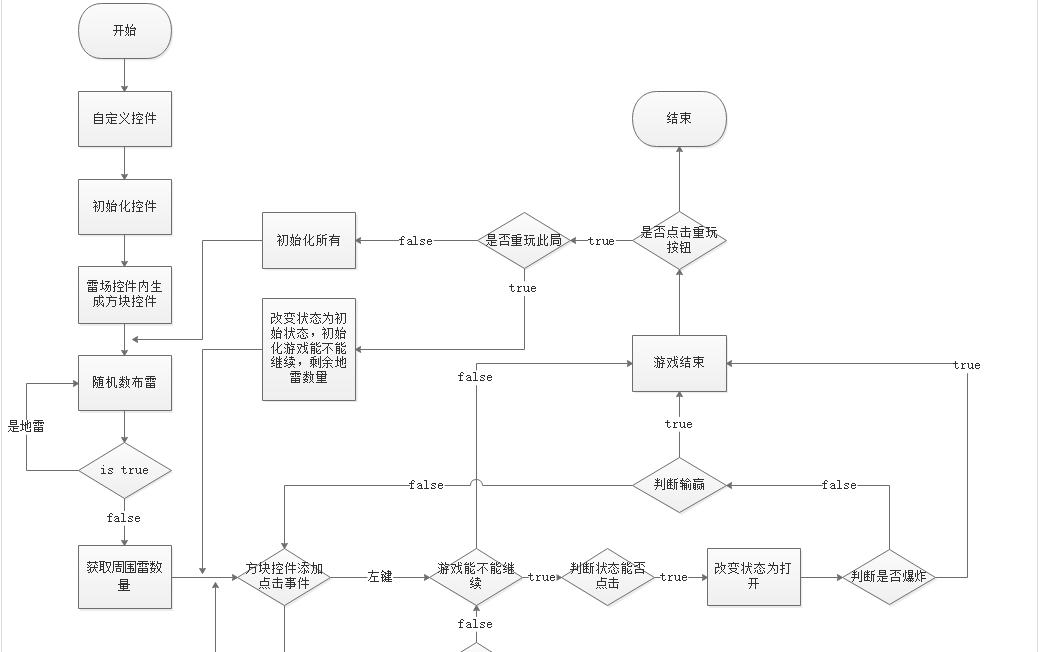 开始
自定义控件
结束
初始化控件
初始化所有
false
是否重玩此局
true
是否点击重玩
按钮
雷场控件内生
成方块控件
true
改变状态为初
始状态，初始
化游戏能不能
继续，剩余地
雷数量
随机数布雷
false
游戏结束
true
是地雷
true
is true
false
判断输赢
false
false
获取周围雷数
量
方块控件添加
点击事件
左键
游戏能不能继
续
true
判断状态能否
点击
true
改变状态为打
开
判断是否爆炸
false